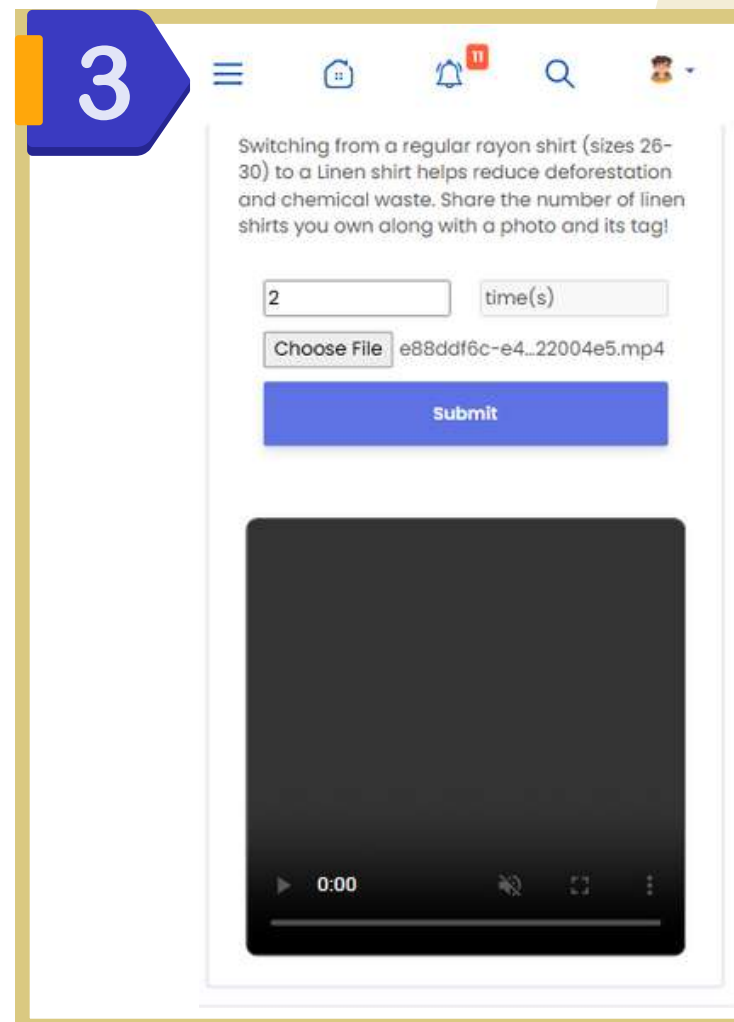 3
11
Switching from a regular rayon shirt (sizes 26-
30) to a Linen shirt helps reduce deforestation
and chemical waste. Share the number of linen
shirts you own along with a photo and its tag!
2 time(s)
Choose File e88ddf6c-e4...22004e5.mp4
Submit
0:00